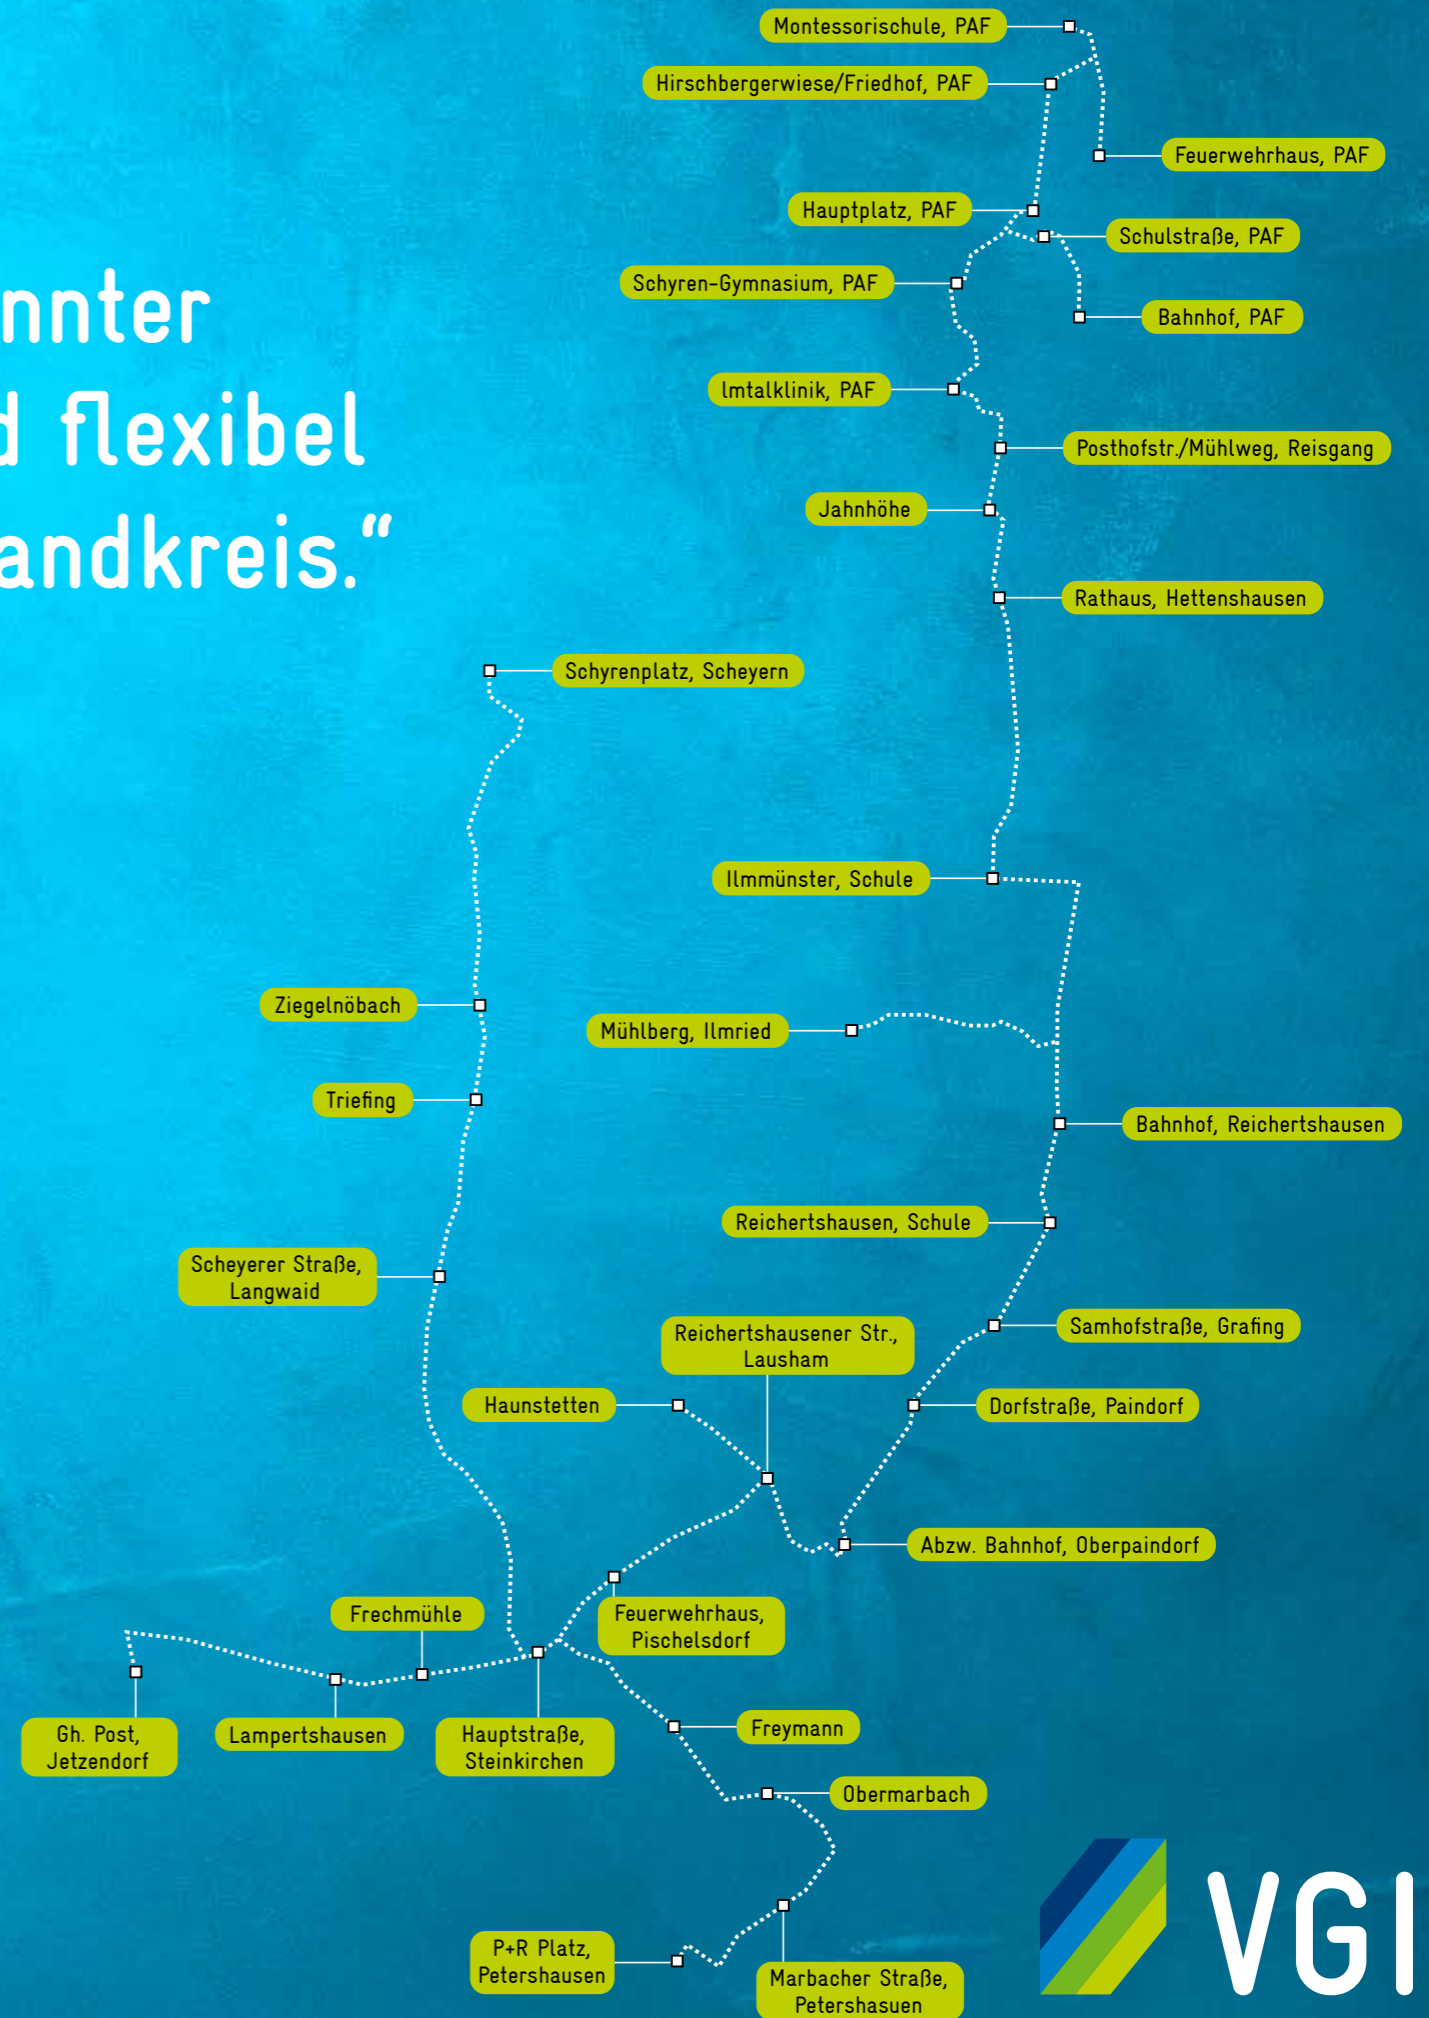 Montessorischule, PAF
Hirschbergerwiese/Friedhof, PAF
Feuerwehrhaus, PAF
Hauptplatz, PAF
Schulstraße, PAF
Schyren-Gymnasium, PAF
Bahnhof, PAF
nnter
d flexibel
andkreis.“
Imtalklinik, PAF
Posthofstr./Mühlweg, Reisgang
Jahnhöhe
Rathaus, Hettenshausen
Schyrenplatz, Scheyern
Ilmmünster, Schule
Ziegelnöbach
Mühlberg, Ilmried
Triefing
Bahnhof, Reichertshausen
Reichertshausen, Schule
Scheyerer Straße,
Langwaid
Samhofstraße, Grafing
Reichertshausener Str.,
Lausham
Haunstetten
Dorfstraße, Paindorf
Abzw. Bahnhof, Oberpaindorf
Frechmühle
Feuerwehrhaus,
Pischelsdorf
Gh. Post,
Jetzendorf
Lampertshausen
Hauptstraße,
Steinkirchen
Freymann
Obermarbach
P+R Platz,
Petershausen
Marbacher Straße,
Petershasuen
VGI